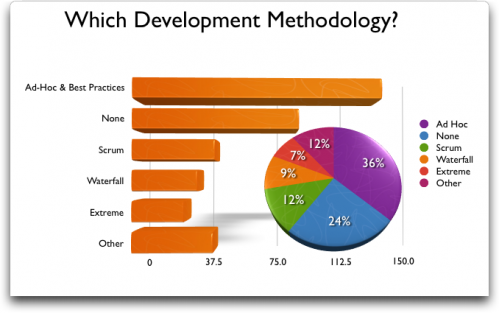 Which Development Methodology?
Ad-Hoc & Best Practices
None
Scrum
Waterfall
Extreme
Other
0 37.5 75.0 112.5 150.0
12%
7%
9%
12%
24%
36%
Ad Hoc
None
Scrum
Waterfall
Extreme
Other